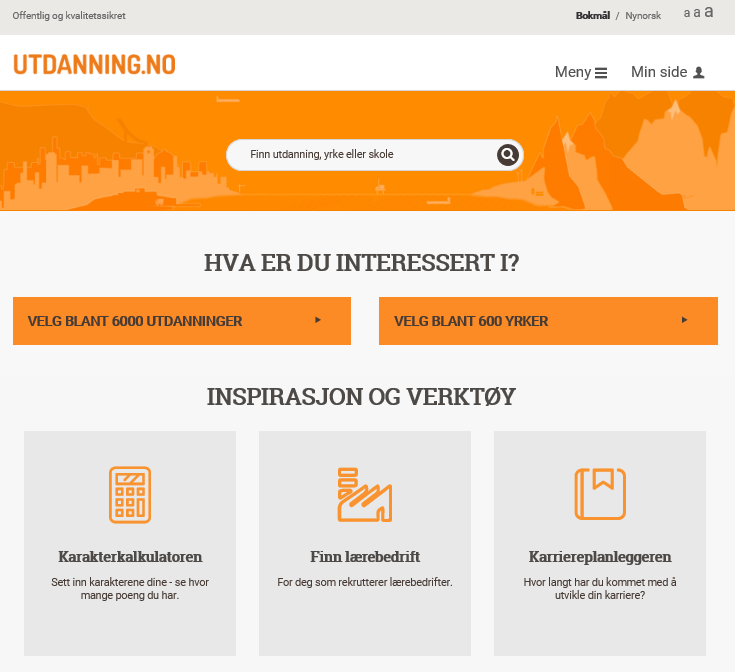 Offentlig og kvalitetssikret
Bokmål / Nynorsk
a a a
UTDANNING.NO
Meny
Min side
Finn utdanning, yrke eller skole
HVA ER DU INTERESSERT I?
VELG BLANT 6000 UTDANNINGER
VELG BLANT 600 YRKER
INSPIRASJON OG VERKTØY
Karakterkalkulatoren
Sett inn karakterene dine - se hvor
mange poeng du har.
Finn lærebedrift
For deg som rekrutterer lærebedrifter.
Karriereplanleggeren
Hvor langt har du kommet med å
utvikle din karriere?